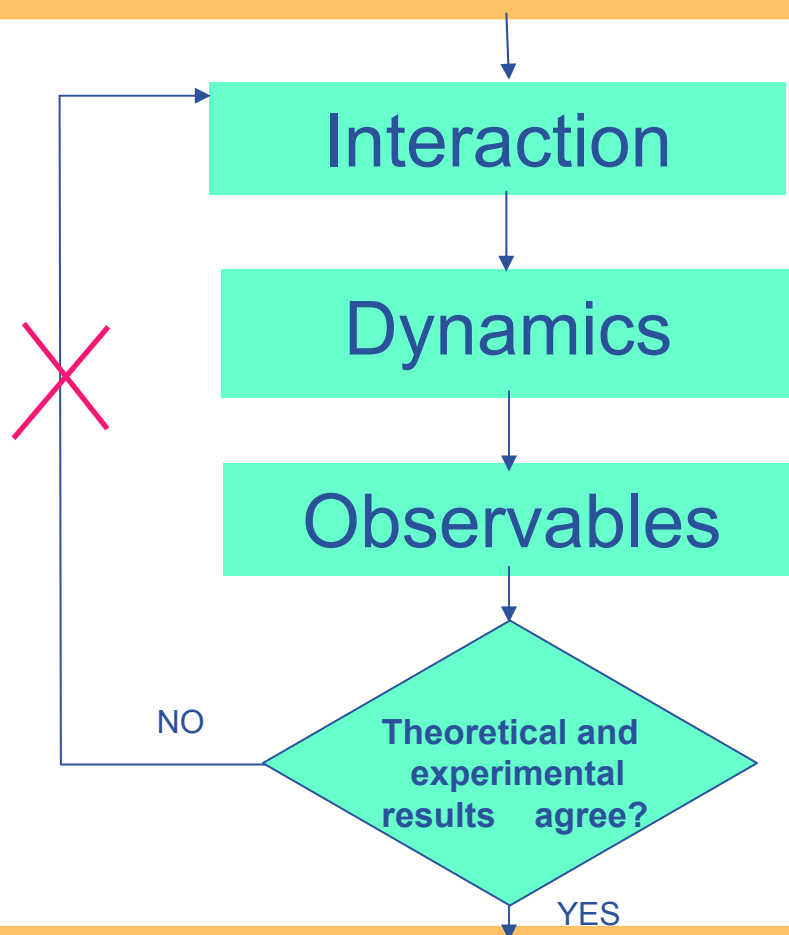 Interaction
Dynamics
Observables
NO
Theoretical and
experimental
results agree?
YES